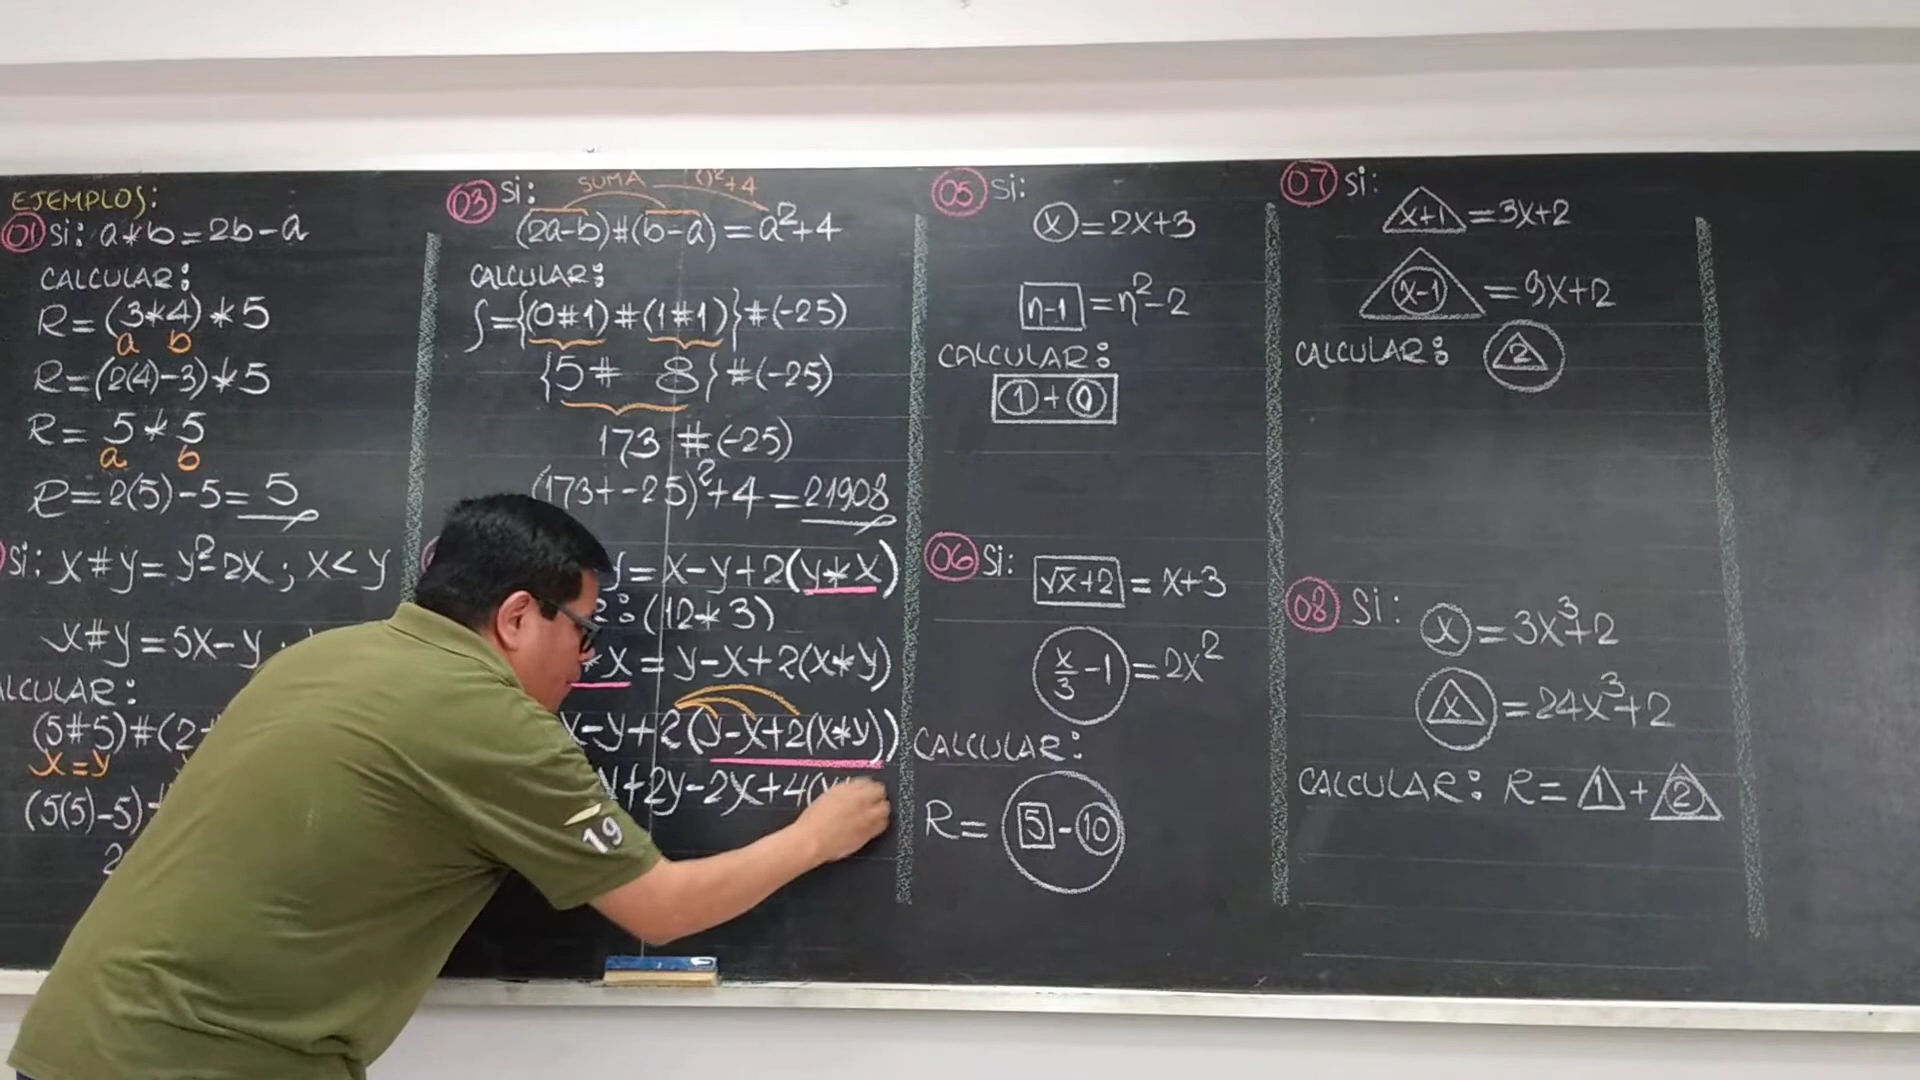 EJEMPLOS:
01 Si: a*b=2b-a
CALCULAR:
R=(3*4)*5
a b
R=(2(4)-3)*5
R= 5*5
a b
R=2(5)-5=5
Si: x#y=y²-2x; x<y
x#y=5x-y
ALCULAR:
(5#5)#(2
x=y
(5(5)-5)
2
03 Si:
SUMA ( )²+4
(2a-b)#(b-a)=a²+4
CALCULAR:
∫={(0#1)#(1#1)}#(-25)
{5# 8}#(-25)
173 #(-25)
(173+-25)²+4=21908
y=x-y+2(y*x)
R:(12*3)
*x=y-x+2(x*y)
x-y+2(y-x+2(x*y))
y+2y-2x+4(
19
05 Si:
x=2x+3
n-1=n²-2
CALCULAR:
1+0
06 Si: √x+2=x+3
x/3-1=2x²
CALCULAR:
R= 5-10
07 Si:
x+1=3x+2
x-1=9x+2
CALCULAR: 2
08 Si: x=3x³+2
x=24x³+2
CALCULAR: R= 1+2